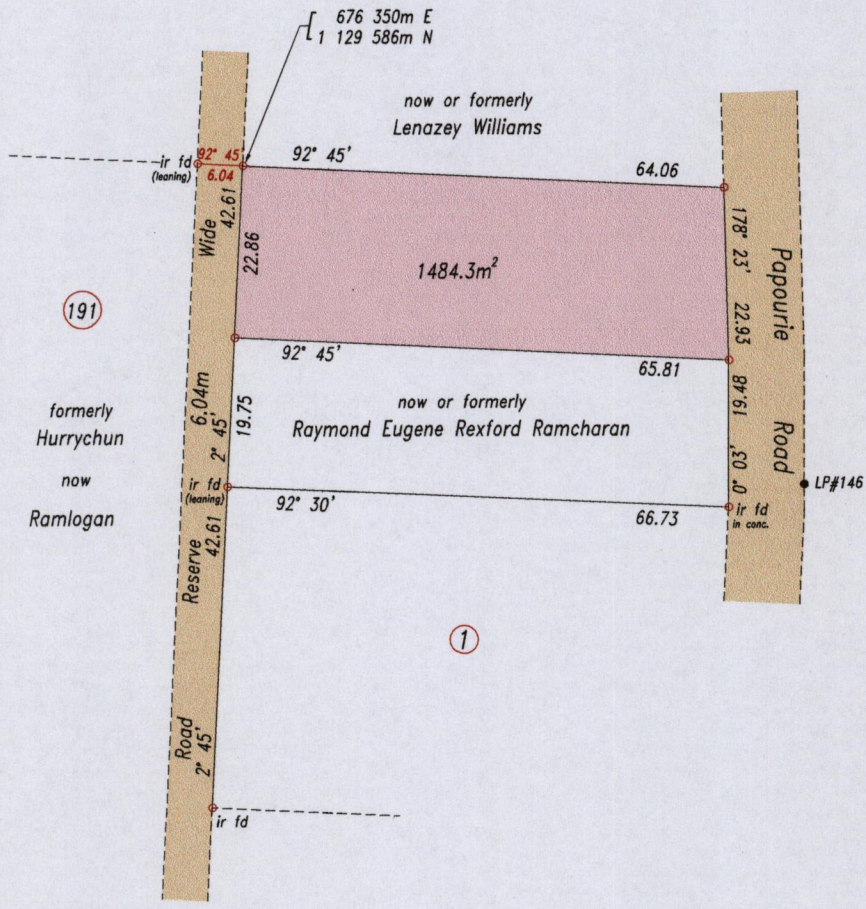 676 350m E
1 129 586m N
now or formerly
Lenazey Williams
ir fd
(leaning)
92° 45'
6.04
92° 45'
64.06
Wide
42.61
22.86
1484.3m²
178° 23'
22.93
Papourie
Road
191
92° 45'
65.81
formerly
Hurrychun
now
Ramlogan
6.04m
2° 45'
19.75
now or formerly
Raymond Eugene Rexford Ramcharan
19.48
0° 03'
LP#146
ir fd
(leaning)
92° 30'
66.73
ir fd
in conc.
Reserve
42.61
1
Road
2° 45'
ir fd